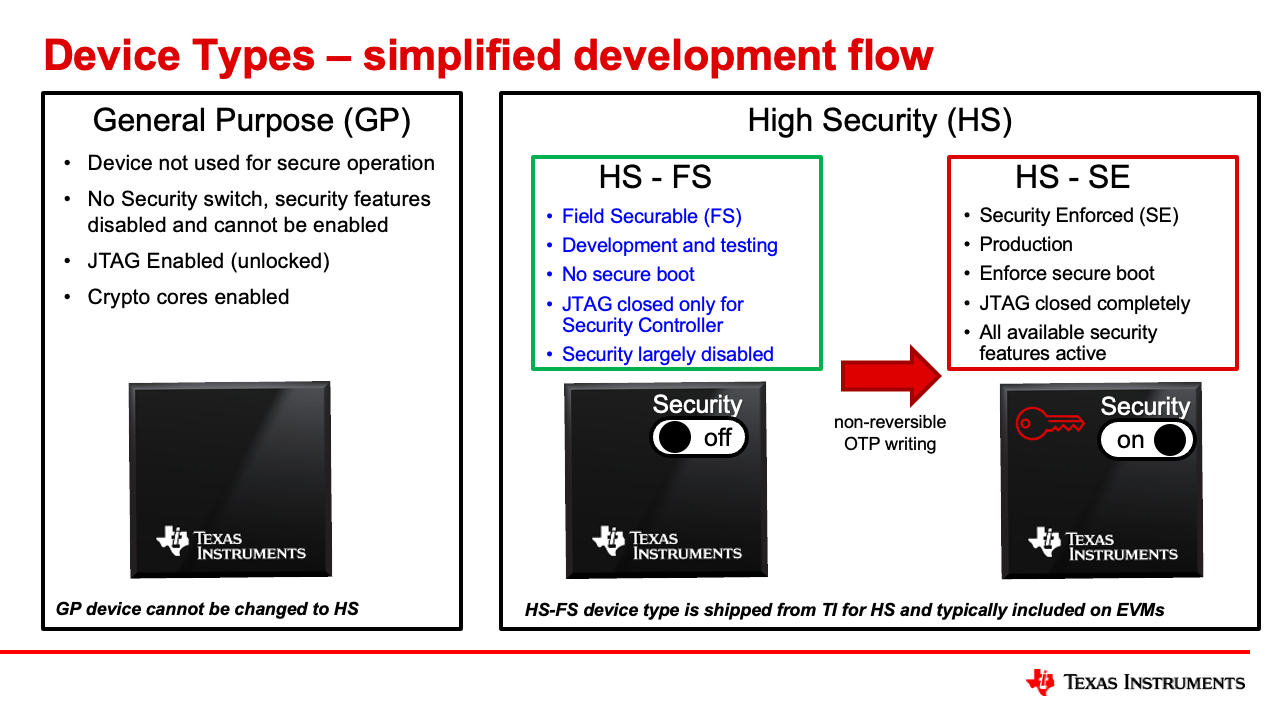 Device Types – simplified development flow
General Purpose (GP)
• Device not used for secure operation
• No Security switch, security features
disabled and cannot be enabled
• JTAG Enabled (unlocked)
• Crypto cores enabled
TEXAS
INSTRUMENTS
GP device cannot be changed to HS
High Security (HS)
HS - FS
• Field Securable (FS)
• Development and testing
• No secure boot
• JTAG closed only for
Security Controller
• Security largely disabled
Security
off
TEXAS
INSTRUMENTS
non-reversible
OTP writing
HS - SE
• Security Enforced (SE)
• Production
• Enforce secure boot
• JTAG closed completely
• All available security
features active
Security
on
TEXAS
INSTRUMENTS
HS-FS device type is shipped from TI for HS and typically included on EVMs
TEXAS INSTRUMENTS